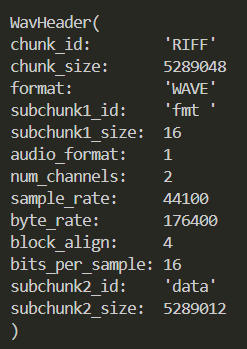 WavHeader(
chunk_id:        'RIFF'
chunk_size:      5289048
format:          'WAVE'
subchunk1_id:    'fmt '
subchunk1_size:  16
audio_format:    1
num_channels:    2
sample_rate:     44100
byte_rate:       176400
block_align:     4
bits_per_sample: 16
subchunk2_id:    'data'
subchunk2_size:  5289012
)